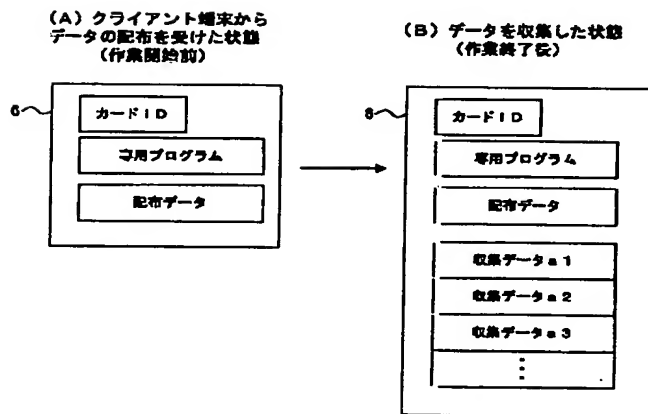 (A) クライアント端末から
データの配布を受けた状態
(作業開始前)
6
カードID
専用プログラム
配布データ
(B) データを収集した状態
(作業終了後)
6
カードID
専用プログラム
配布データ
収集データa1
収集データa2
収集データa3
⋮